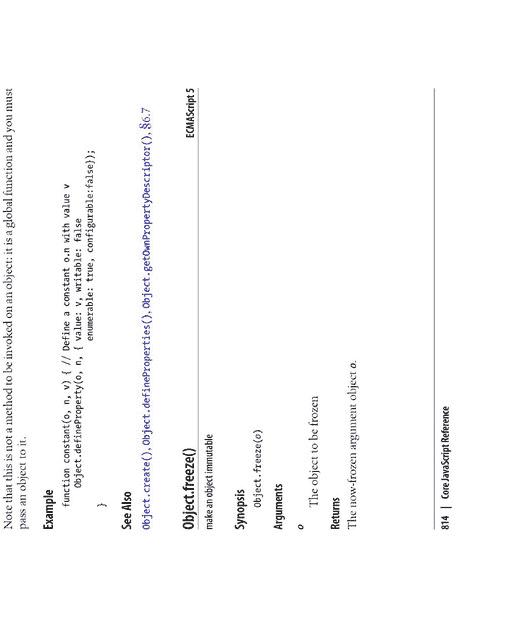 Note that this is not a method to be invoked on an object: it is a global function and you must
pass an object to it.
Example
function constant(o, n, v) { // Define a constant o.n with value v
Object.defineProperty(o, n, { value: v, writable: false
enumerable: true, configurable:false});
}
See Also
Object.create(), Object.defineProperties(), Object.getOwnPropertyDescriptor(), §6.7
Object.freeze() ECMAScript 5
make an object immutable
Synopsis
Object.freeze(o)
Arguments
o
The object to be frozen
Returns
The now-frozen argument object o.
814 | Core JavaScript Reference